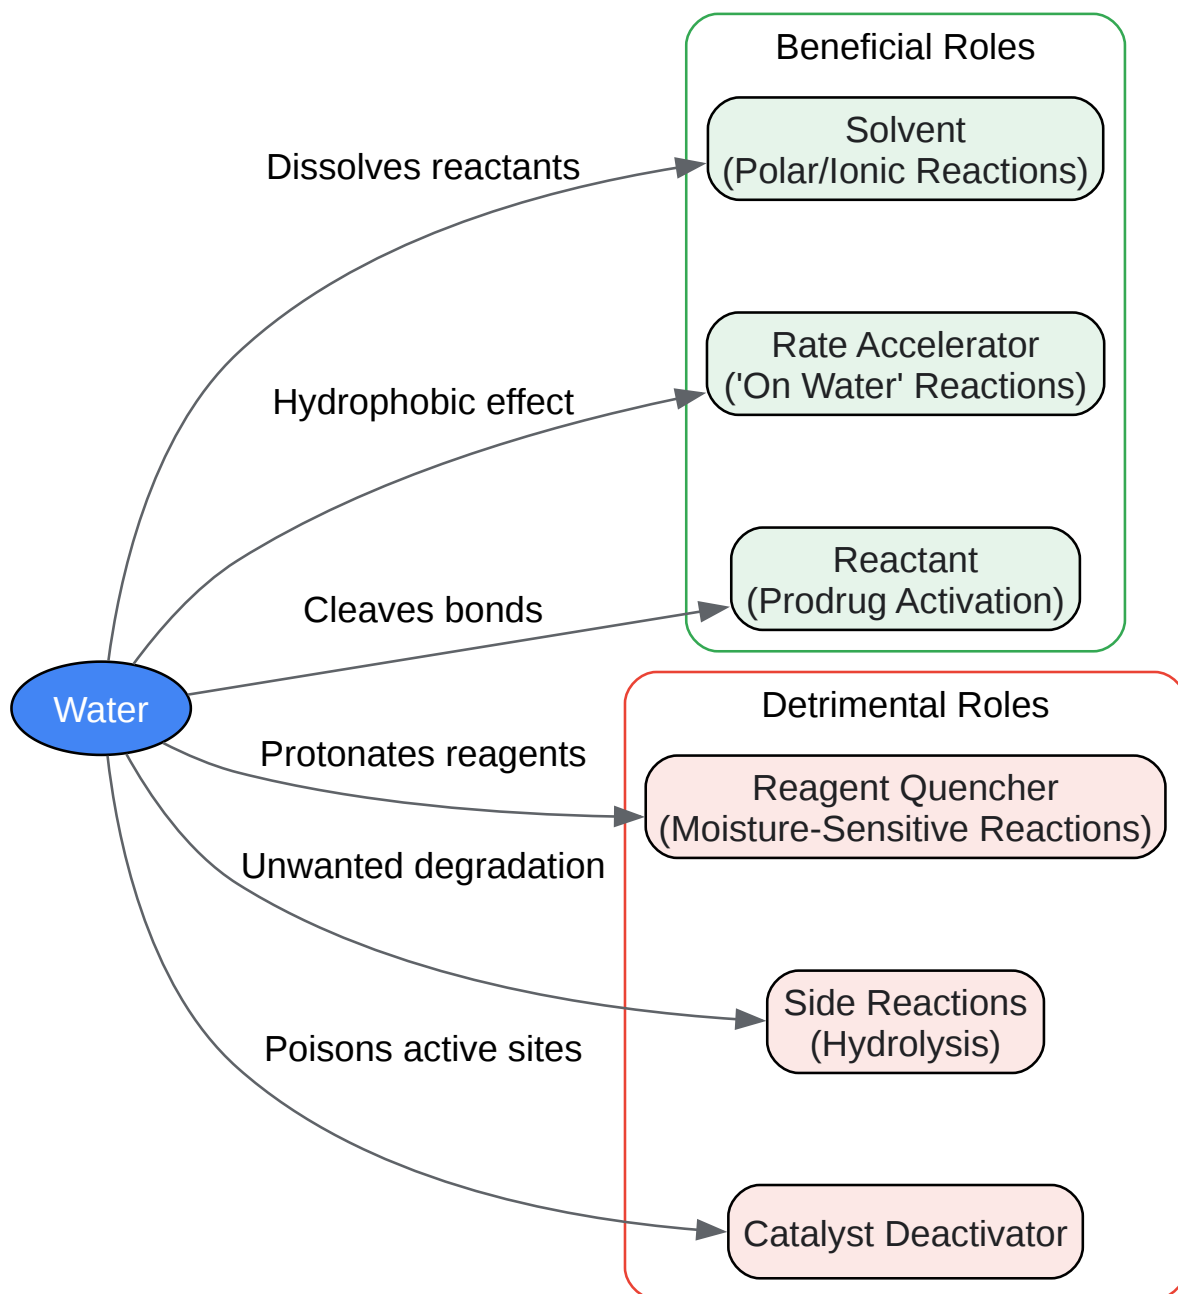 Beneficial Roles
Solvent
(Polar/Ionic Reactions)
Dissolves reactants
Rate Accelerator
('On Water' Reactions)
Hydrophobic effect
Reactant
(Prodrug Activation)
Cleaves bonds
Water
Detrimental Roles
Protonates reagents
Reagent Quencher
(Moisture-Sensitive Reactions)
Unwanted degradation
Side Reactions
(Hydrolysis)
Poisons active sites
Catalyst Deactivator